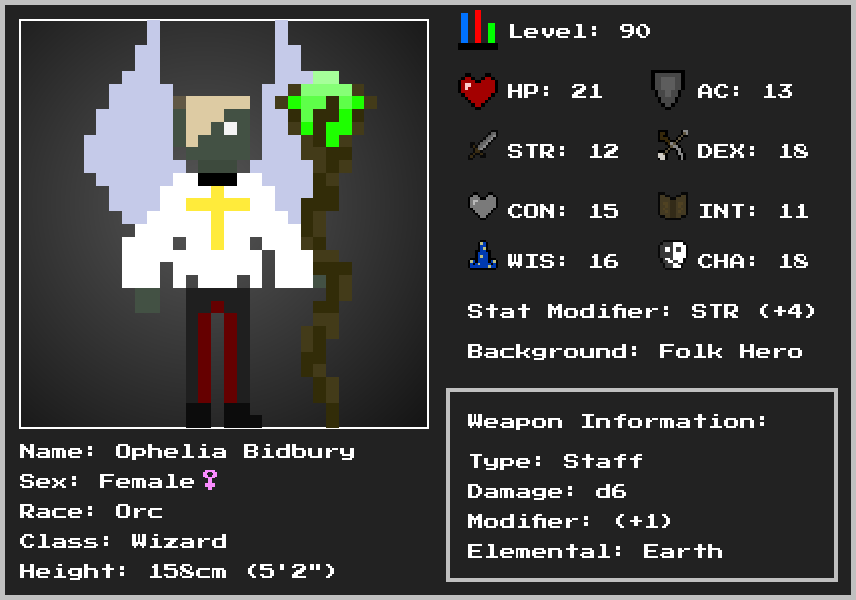 Level: 90
HP: 21
AC: 13
STR: 12
DEX: 18
CON: 15
INT: 11
WIS: 16
CHA: 18
Stat Modifier: STR (+4)
Background: Folk Hero
Weapon Information:
Type: Staff
Damage: d6
Modifier: (+1)
Elemental: Earth
Name: Ophelia Bidbury
Sex: Female♀
Race: Orc
Class: Wizard
Height: 158cm (5'2")